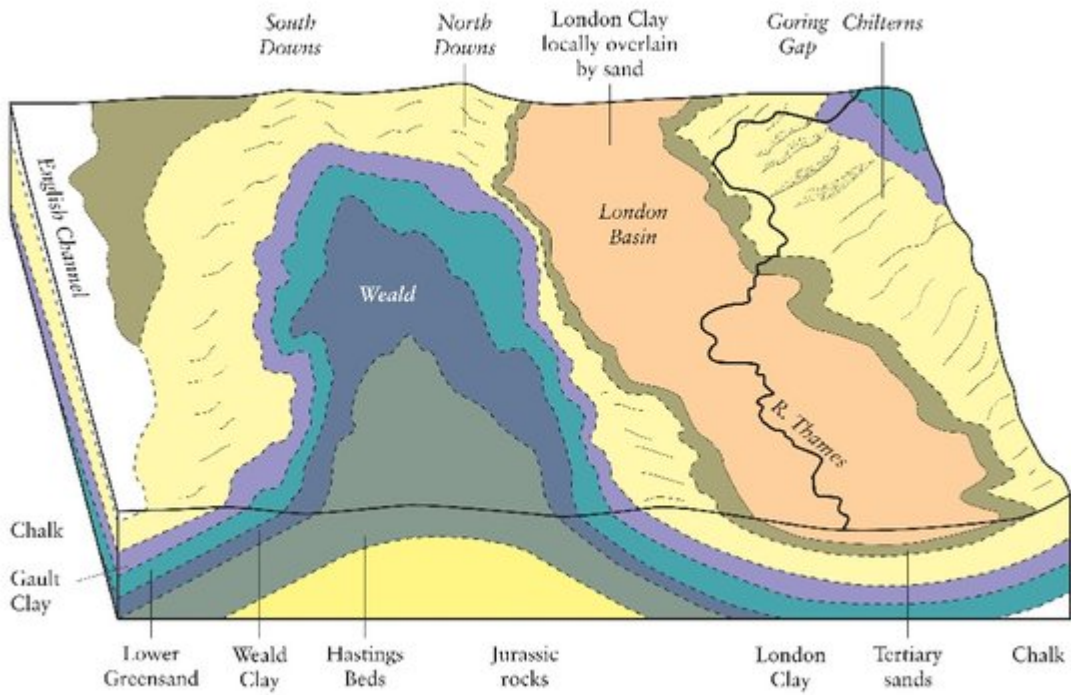 South
Downs
North
Downs
London Clay
locally overlain
by sand
Goring
Gap
Chilterns
English Channel
London
Basin
Weald
R. Thames
Chalk
Gault
Clay
Lower
Greensand
Weald
Clay
Hastings
Beds
Jurassic
rocks
London
Clay
Tertiary
sands
Chalk